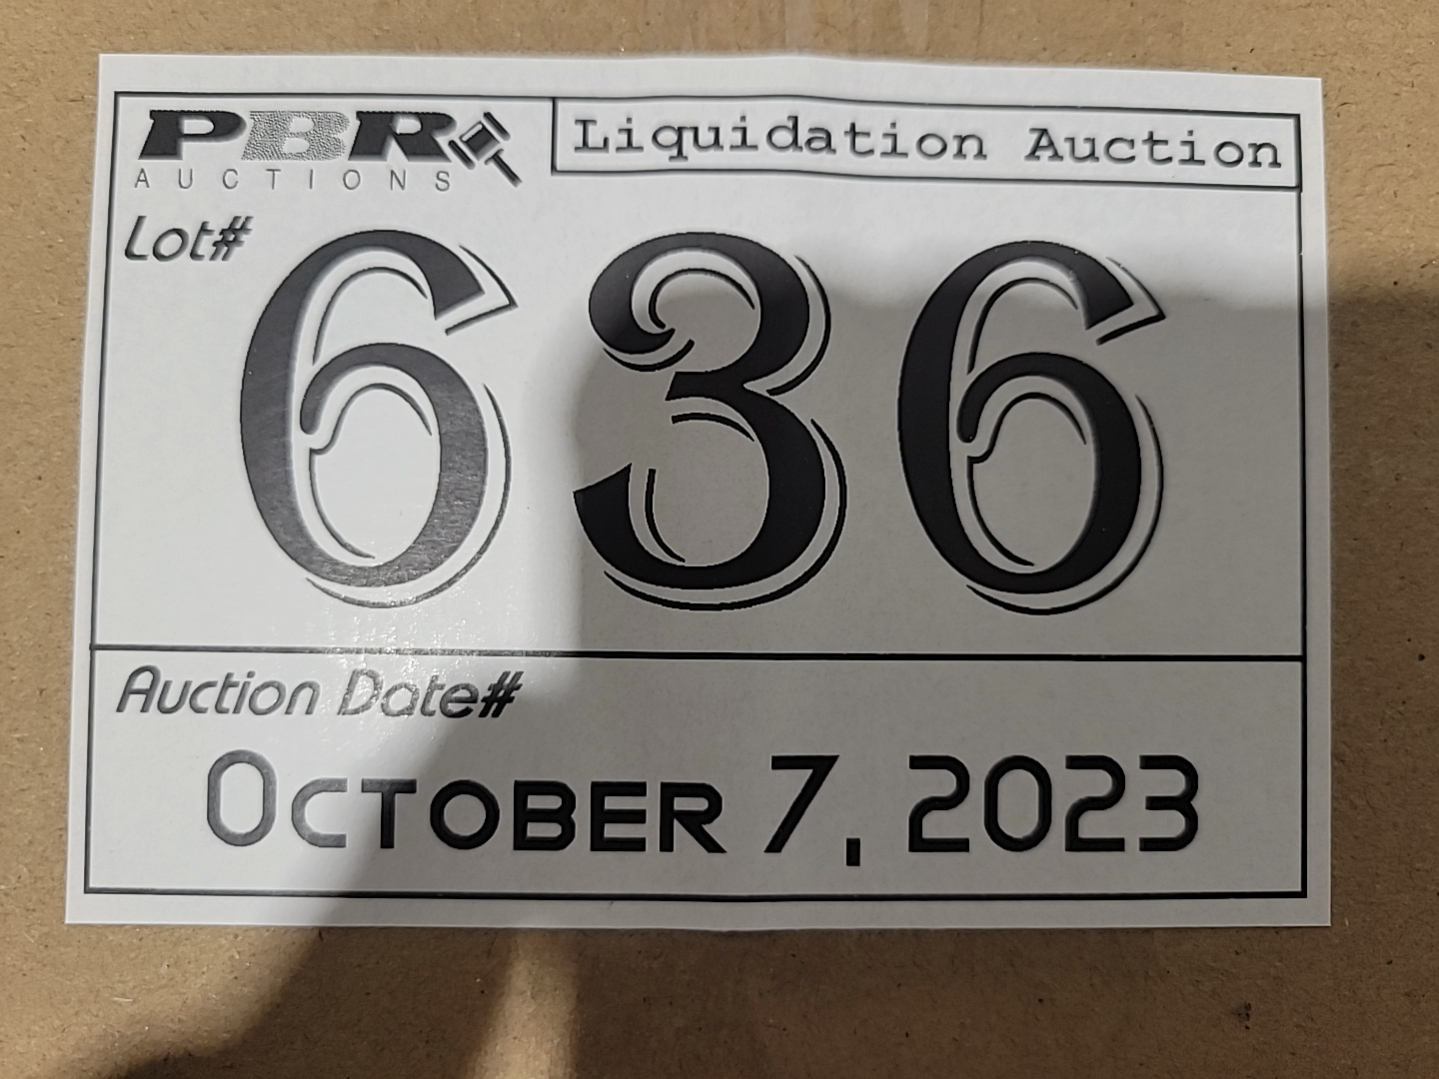 PBR
AUCTIONS
Liquidation Auction
Lot#
636
Auction Date#
OCTOBER 7, 2023